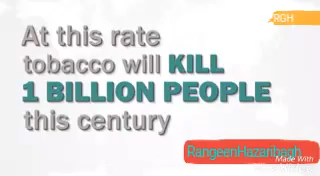 RGH
At this rate
tobacco will KILL
1 BILLION PEOPLE
this century
RangeenHazaribagh
Made With